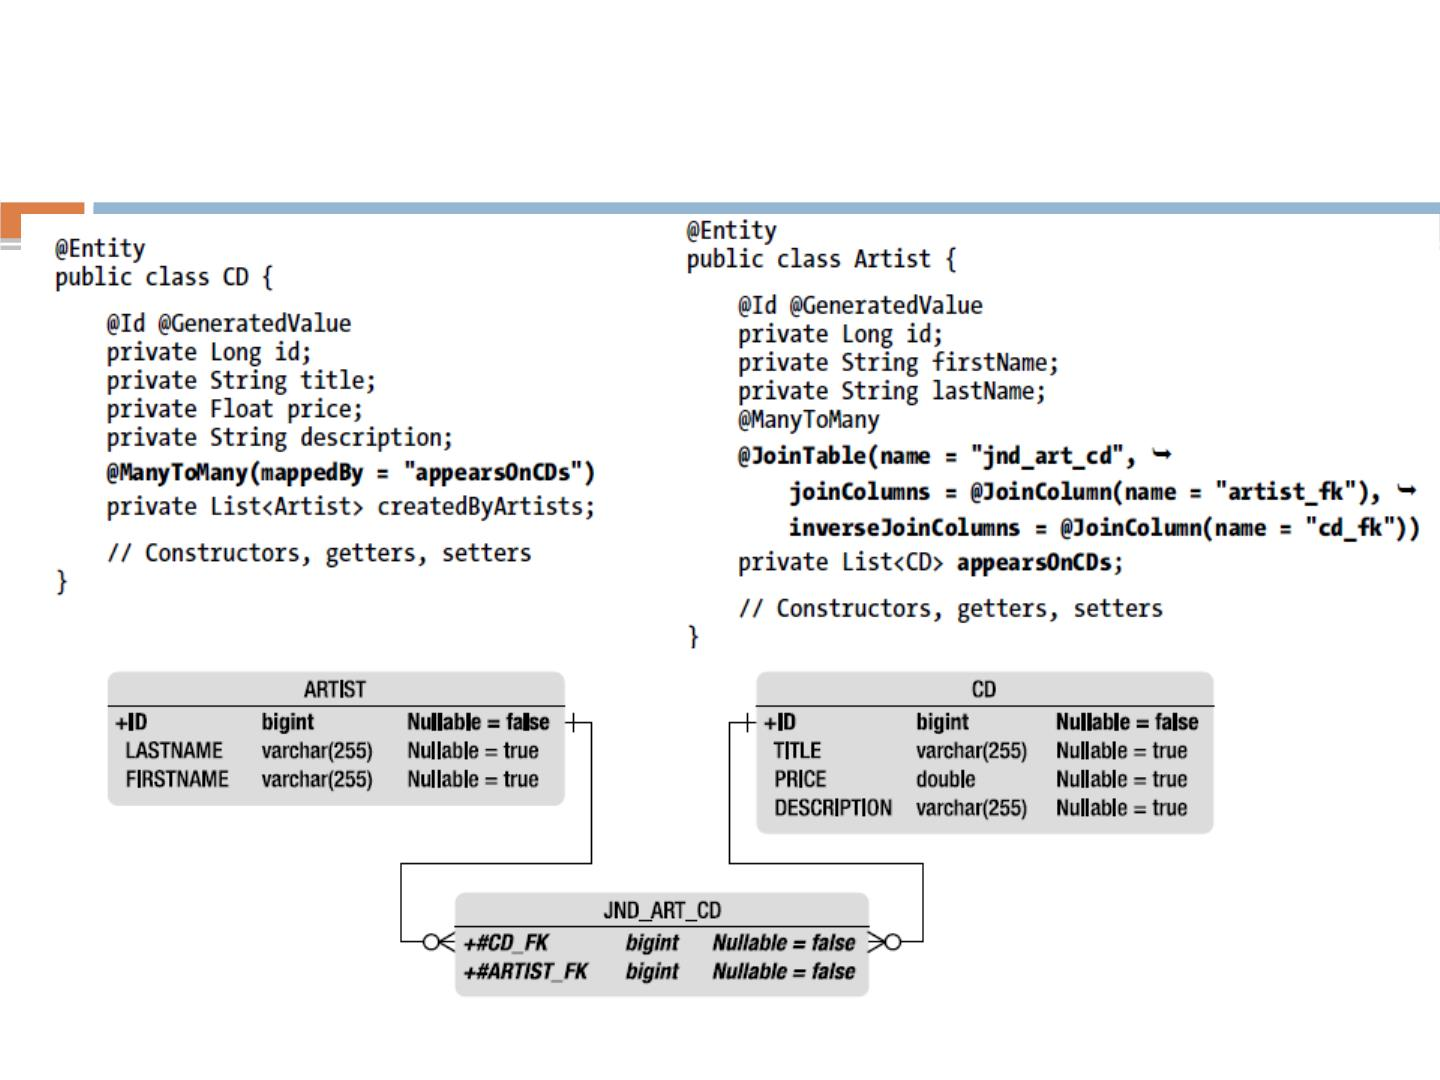 @Entity
public class CD {
@Id @GeneratedValue
private Long id;
private String title;
private Float price;
private String description;
@ManyToMany(mappedBy = "appearsOnCDs")
private List<Artist> createdByArtists;
// Constructors, getters, setters
}
@Entity
public class Artist {
@Id @GeneratedValue
private Long id;
private String firstName;
private String lastName;
@ManyToMany
@JoinTable(name = "jnd_art_cd", ➥
joinColumns = @JoinColumn(name = "artist_fk"), ➥
inverseJoinColumns = @JoinColumn(name = "cd_fk"))
private List<CD> appearsOnCDs;
// Constructors, getters, setters
}
ARTIST
+ID bigint Nullable = false
LASTNAME varchar(255) Nullable = true
FIRSTNAME varchar(255) Nullable = true
CD
+ID bigint Nullable = false
TITLE varchar(255) Nullable = true
PRICE double Nullable = true
DESCRIPTION varchar(255) Nullable = true
JND_ART_CD
+#CD_FK bigint Nullable = false
+#ARTIST_FK bigint Nullable = false